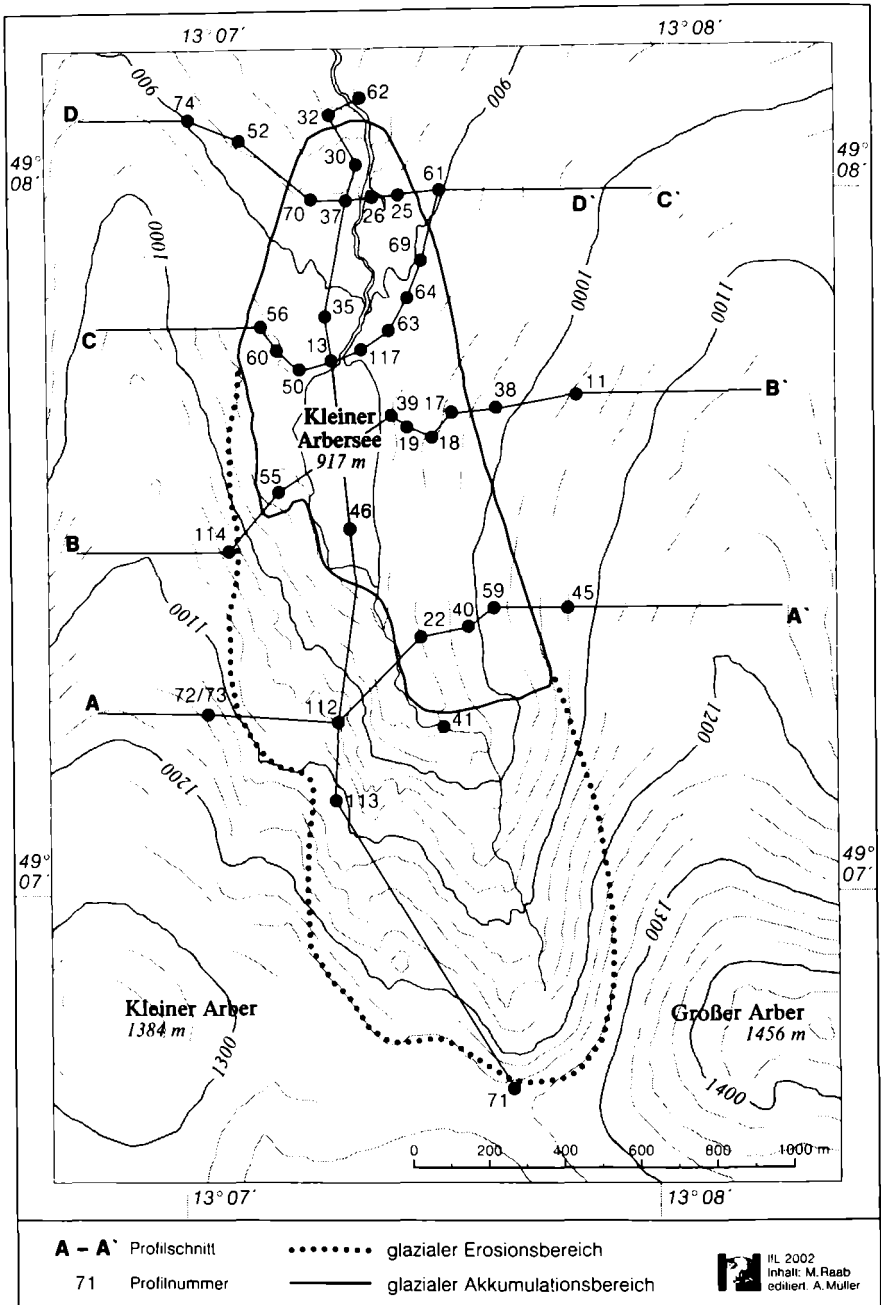 13° 07´
13° 08´
900
900
62
74
32
D
52
49°
08´
30
61
49°
08´
70
37
26
25
D`
C`
69
1000
1000
1100
64
56
35
C
63
13
60
117
50
11
38
B`
39
17
Kleiner
Arbersee
917 m
19
18
55
46
114
B
1100
59
45
22
40
A`
72/73
A
112
41
1200
1200
113
49°
07´
49°
07´
1300
Kleiner Arber
1384 m
Großer Arber
1456 m
1300
1400
71
0
200
400
600
800
1000 m
13° 07´
13° 08´
A – A` Profilschnitt
glazialer Erosionsbereich
71 Profilnummer
glazialer Akkumulationsbereich
IfL 2002
Inhalt: M. Raab
editiert: A. Müller